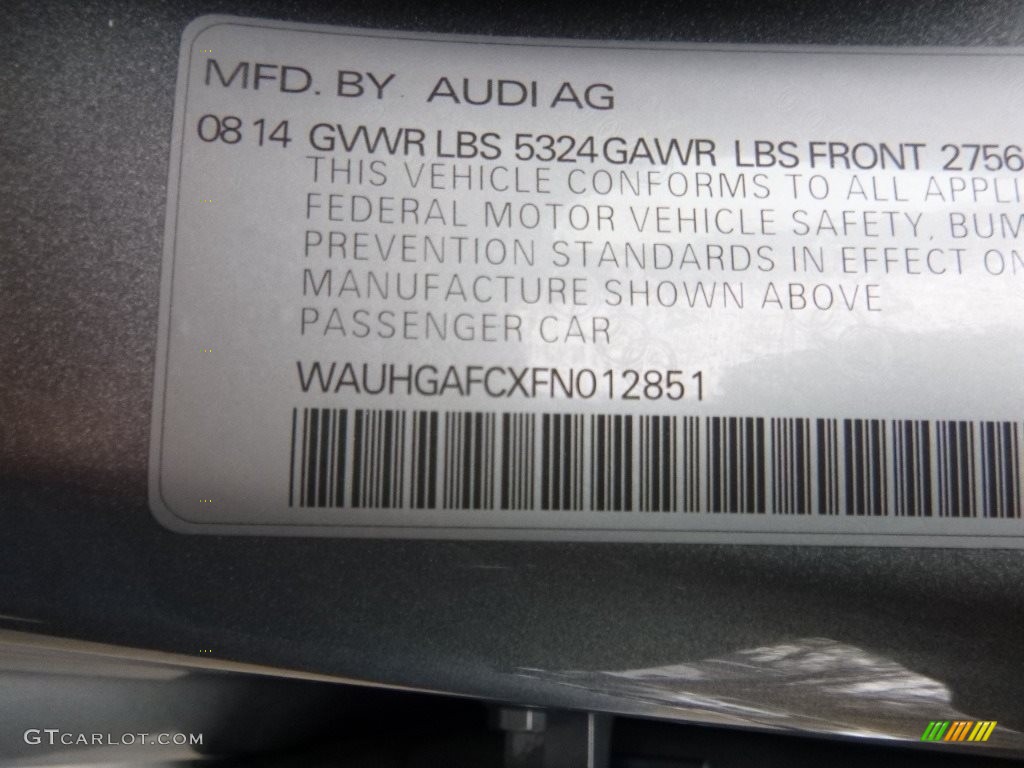 MFD. BY AUDI AG
08 14 GVWR LBS 5324 GAWR LBS FRONT 2756
THIS VEHICLE CONFORMS TO ALL APPLI
FEDERAL MOTOR VEHICLE SAFETY, BUM
PREVENTION STANDARDS IN EFFECT ON
MANUFACTURE SHOWN ABOVE
PASSENGER CAR
WAUHGAFCXFN012851
GTCARLOT.COM